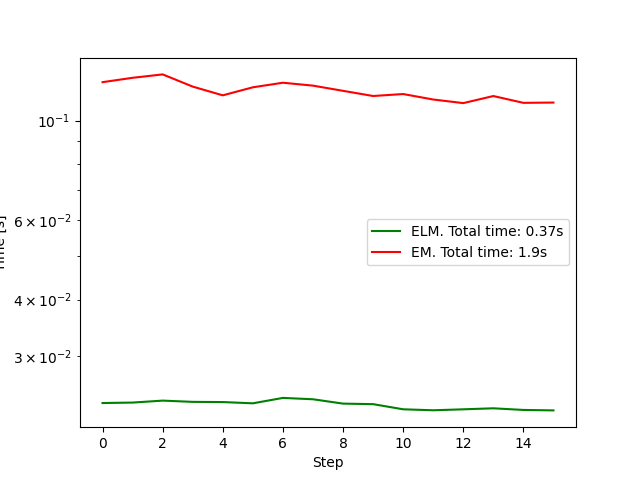 10⁻¹
6 × 10⁻²
4 × 10⁻²
3 × 10⁻²
Time [s]
ELM. Total time: 0.37s
EM. Total time: 1.9s
0 2 4 6 8 10 12 14
Step